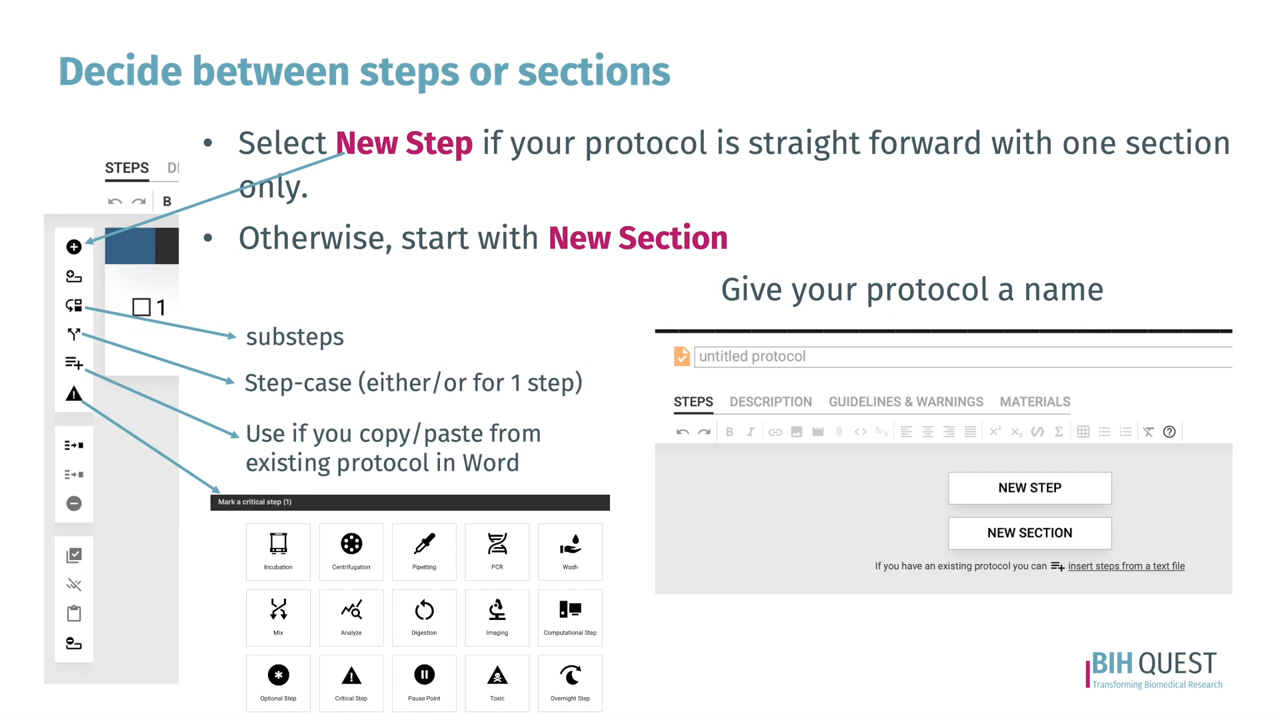 Decide between steps or sections
• Select New Step if your protocol is straight forward with one section
only.
• Otherwise, start with New Section
STEPS
B
1
substeps
Step-case (either/or for 1 step)
Use if you copy/paste from
existing protocol in Word
Mark a critical step (1)
Incubation Centrifugation Pipetting PCR Wash
Mix Analyze Digestion Imaging Computational Step
Optional Step Critical Step Pause Point Toxic Overnight Step
Give your protocol a name
untitled protocol
STEPS DESCRIPTION GUIDELINES & WARNINGS MATERIALS
NEW STEP
NEW SECTION
If you have an existing protocol you can insert steps from a text file
BIH QUEST
Transforming Biomedical Research